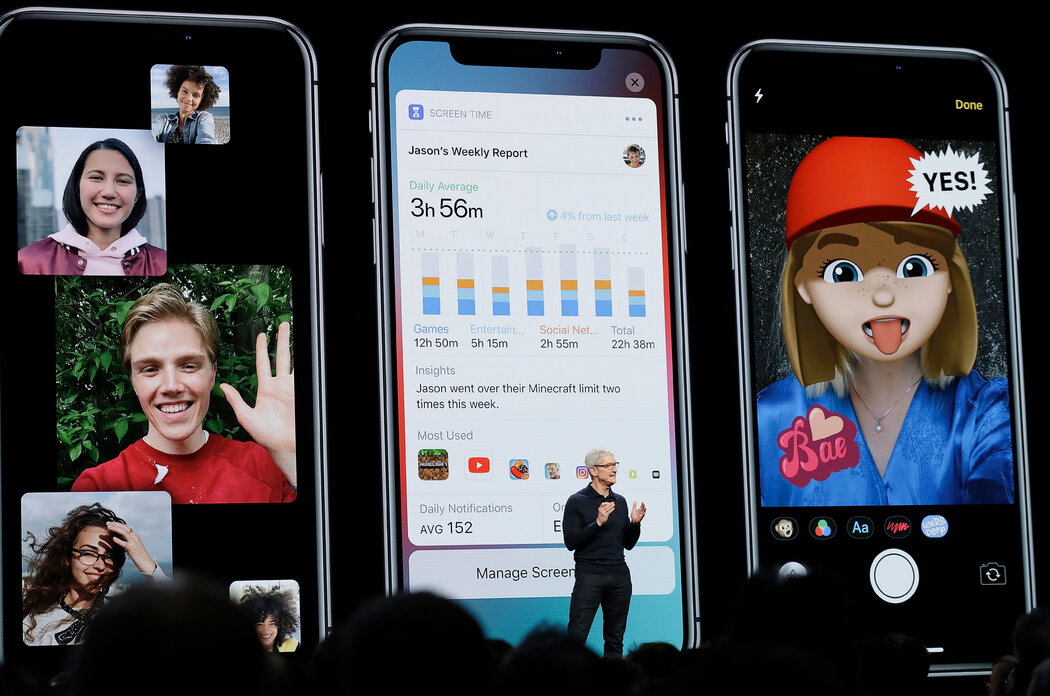 SCREEN TIME
Jason's Weekly Report
Daily Average
3h 56m
4% from last week
M T W T F S S
Games Entertain... Social Net... Total
12h 50m 5h 15m 2h 55m 22h 38m
Insights
Jason went over their Minecraft limit two
times this week.
Most Used
MINECRAFT
Daily Notifications
AVG 152
Manage Screen
Done
YES!
Bae
Aa